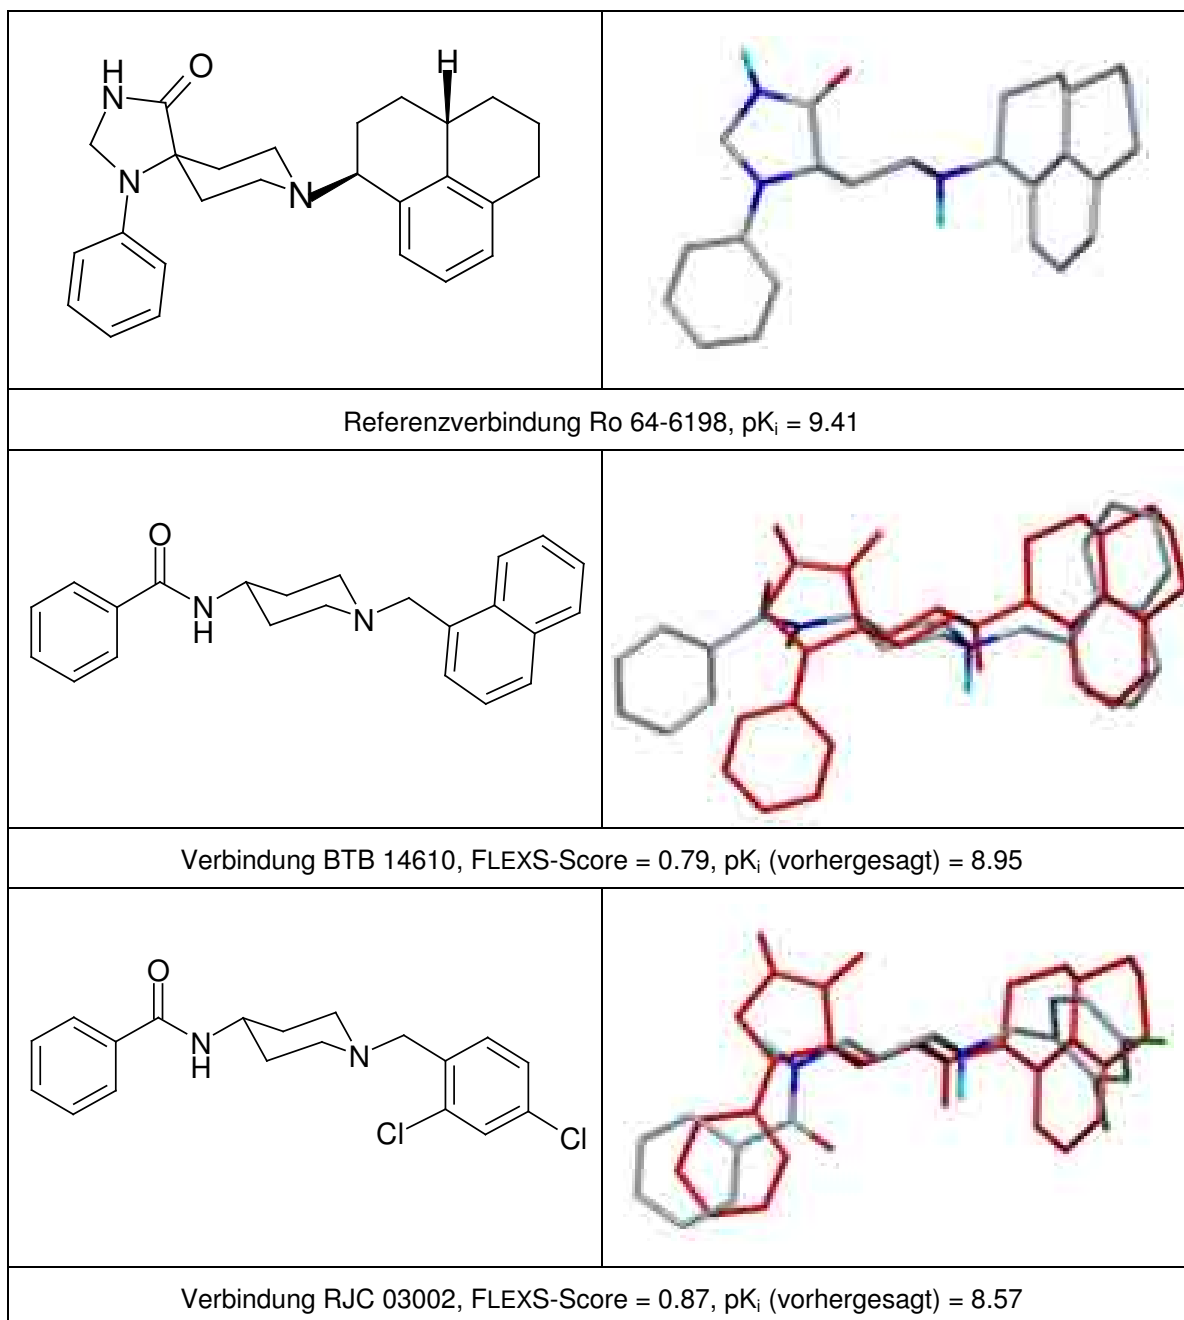 H
N
O
H
N
N
Referenzverbindung Ro 64-6198, pKi = 9.41
O
N
H
N
Verbindung BTB 14610, FLEXS-Score = 0.79, pKi (vorhergesagt) = 8.95
O
N
H
N
Cl
Cl
Verbindung RJC 03002, FLEXS-Score = 0.87, pKi (vorhergesagt) = 8.57